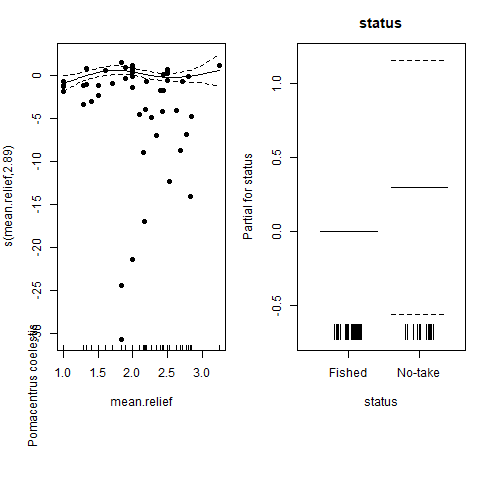 status
s(mean.relief,2.89)
0
-5
-10
-15
-20
-25
-30
1.0 1.5 2.0 2.5 3.0
mean.relief
Pomacentrus coelestis
Partial for status
1.0
0.5
0.0
-0.5
Fished No-take
status